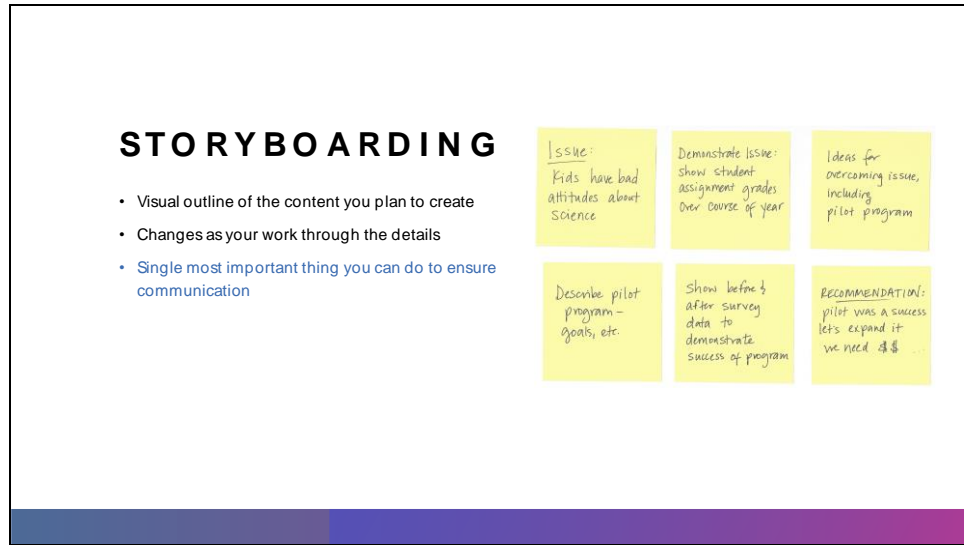 STORYBOARDING
• Visual outline of the content you plan to create
• Changes as your work through the details
• Single most important thing you can do to ensure
communication
Issue:
Kids have bad
attitudes about
science
Demonstrate Issue:
show student
assignment grades
over course of year
Ideas for
overcoming issue,
including
pilot program
Describe pilot
program –
goals, etc.
Show before &
after survey
data to
demonstrate
success of program
RECOMMENDATION:
pilot was a success
let's expand it
we need $$ ...